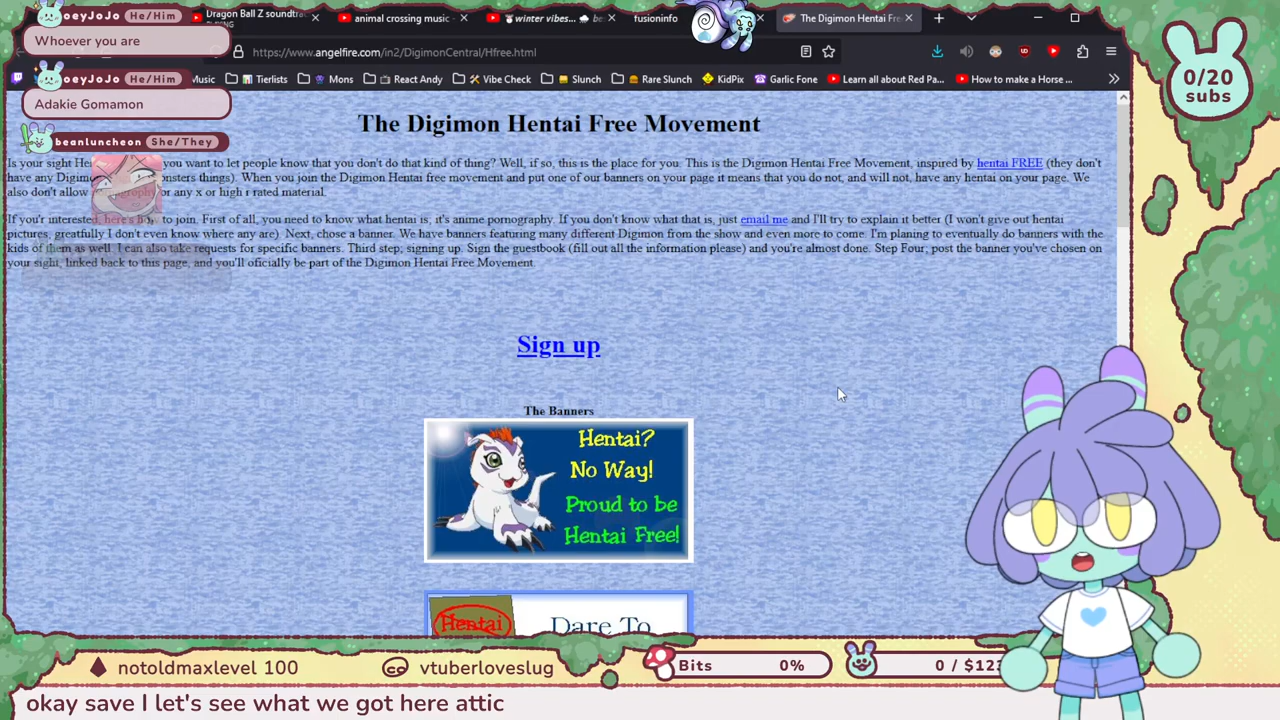 oeyJoJo He/Him
Whoever you are
oeyJoJo He/Him
Adakie Gomamon
beanluncheon She/They
Dragon Ball Z soundtra
animal crossing music -
winter vibes...
be
fusioninfo
The Digimon Hentai Fre
https://www.angelfire.com/in2/DigimonCentral/Hfree.html
Music
Tierlists
Mons
React Andy
Vibe Check
Slunch
Rare Slunch
KidPix
Garlic Fone
Learn all about Red Pa...
How to make a Horse ...
0/20
subs
The Digimon Hentai Free Movement
Is your sight He you want to let people know that you don't do that kind of thing? Well, if so, this is the place for you. This is the Digimon Hentai Free Movement, inspired by hentai FREE (they don't
have any Digim nsters things). When you join the Digimon Hentai free movement and put one of our banners on your page it means that you do not, and will not, have any hentai on your page. We
also don't allow or any x or high r rated material.
If you'r interested, here's how to join. First of all, you need to know what hentai is, it's anime pornography. If you don't know what that is, just email me and I'll try to explain it better (I won't give out hentai
pictures, greatfully I don't even know where any are). Next, chose a banner. We have banners featuring many different Digimon from the show and even more to come. I'm planing to eventually do banners with the
kids of them as well. I can also take requests for specific banners. Third step; signing up. Sign the guestbook (fill out all the information please) and you're almost done. Step Four; post the banner you've chosen on
your sight, linked back to this page, and you'll oficially be part of the Digimon Hentai Free Movement.
Sign up
The Banners
Hentai?
No Way!
Proud to be
Hentai Free!
Hentai
Dare To
notoldmaxlevel 100
vtuberloveslug
Bits 0%
0 / $123
okay save I let's see what we got here attic